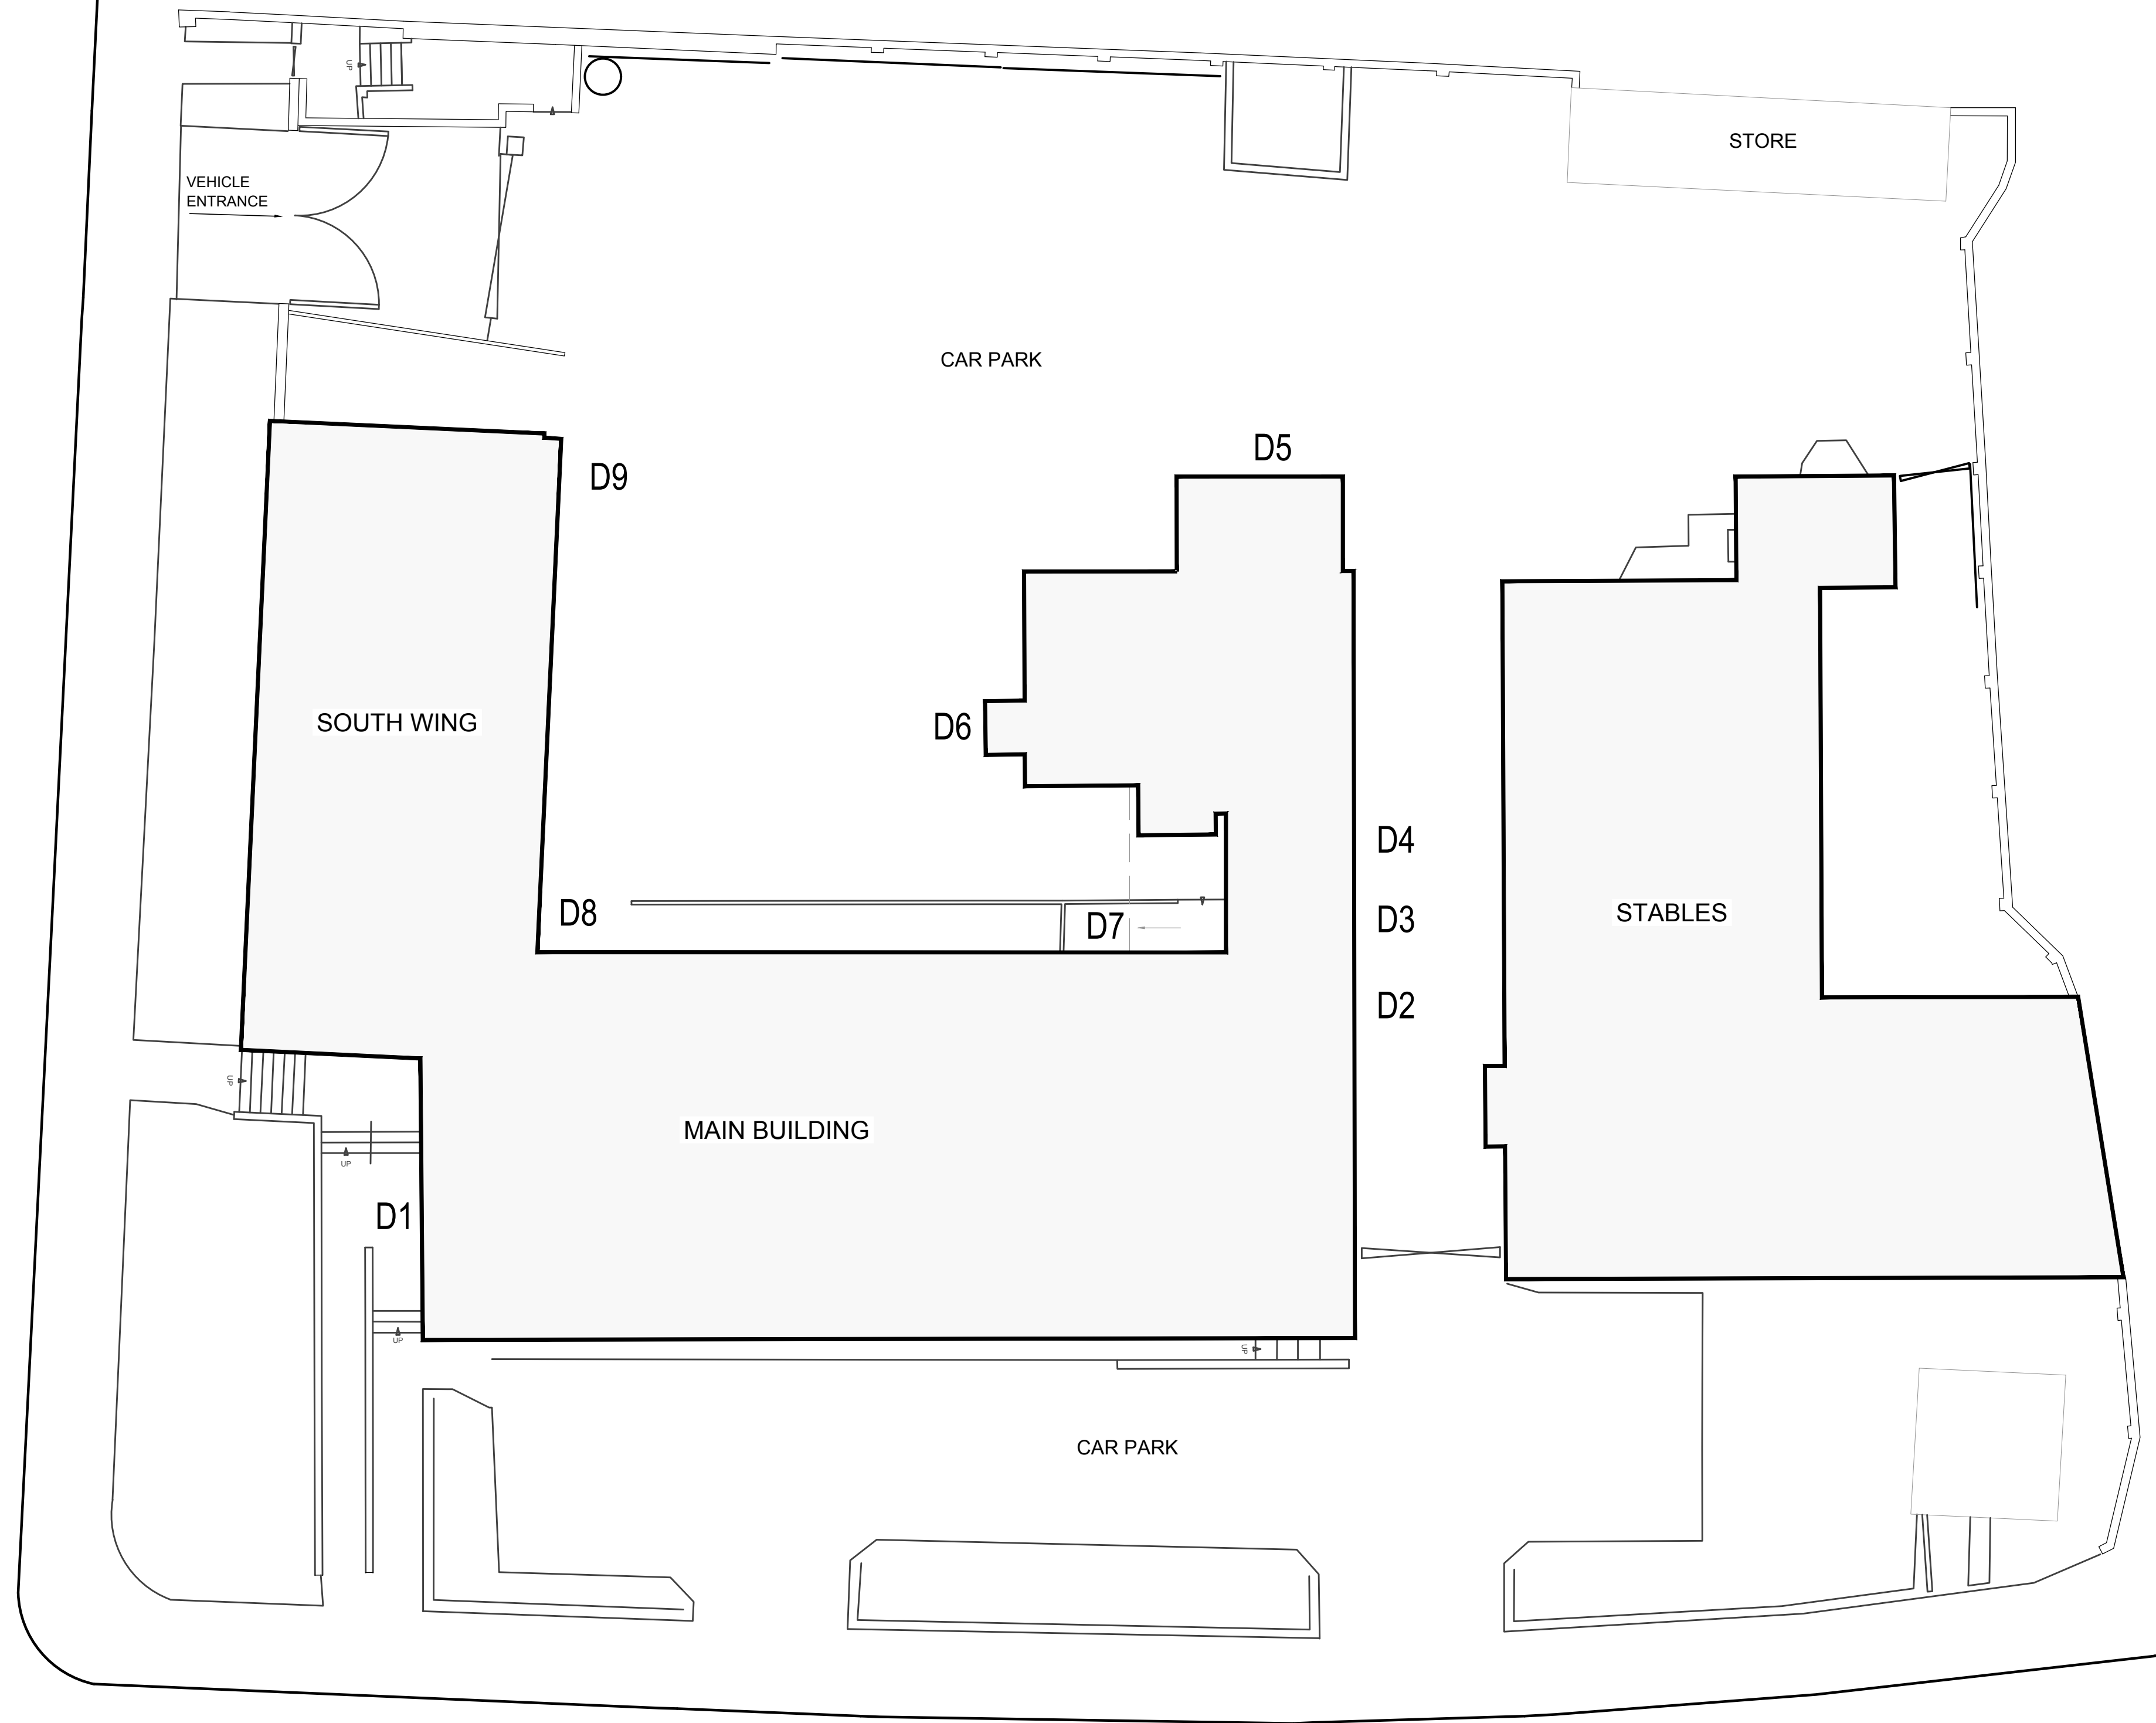 UP
STORE
VEHICLE
ENTRANCE
CAR PARK
D5
D9
SOUTH WING
D6
D4
D8
D7
D3
STABLES
D2
UP
MAIN BUILDING
UP
D1
UP
UP
CAR PARK